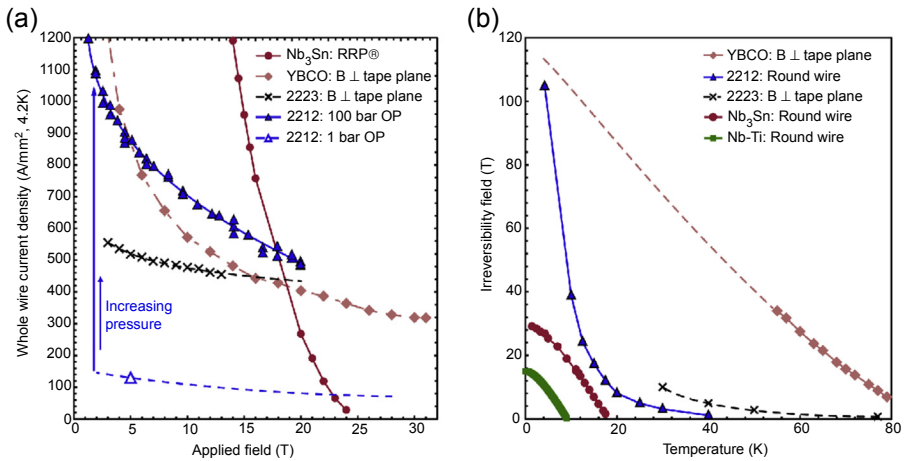 (a)
1200
1100
1000
900
800
700
600
500
400
300
200
100
0
Whole wire current density (A/mm², 4.2K)
Nb₃Sn: RRP®
YBCO: B ⊥ tape plane
2223: B ⊥ tape plane
2212: 100 bar OP
2212: 1 bar OP
Increasing
pressure
0 5 10 15 20 25 30
Applied field (T)
(b)
120
100
80
60
40
20
0
Irreversibility field (T)
YBCO: B ⊥ tape plane
2212: Round wire
2223: B ⊥ tape plane
Nb₃Sn: Round wire
Nb-Ti: Round wire
0 20 40 60 80
Temperature (K)